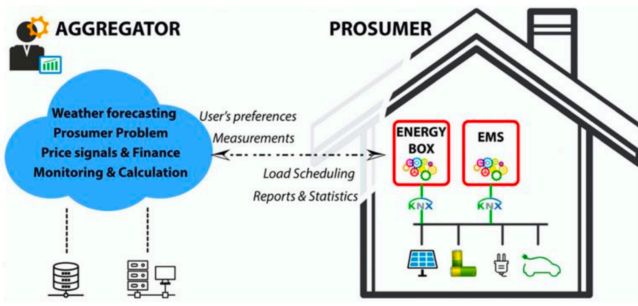 AGGREGATOR
PROSUMER
Weather forecasting
Prosumer Problem
Price signals & Finance
Monitoring & Calculation
User's preferences
Measurements
Load Scheduling
Reports & Statistics
ENERGY
BOX
EMS
KNX
KNX